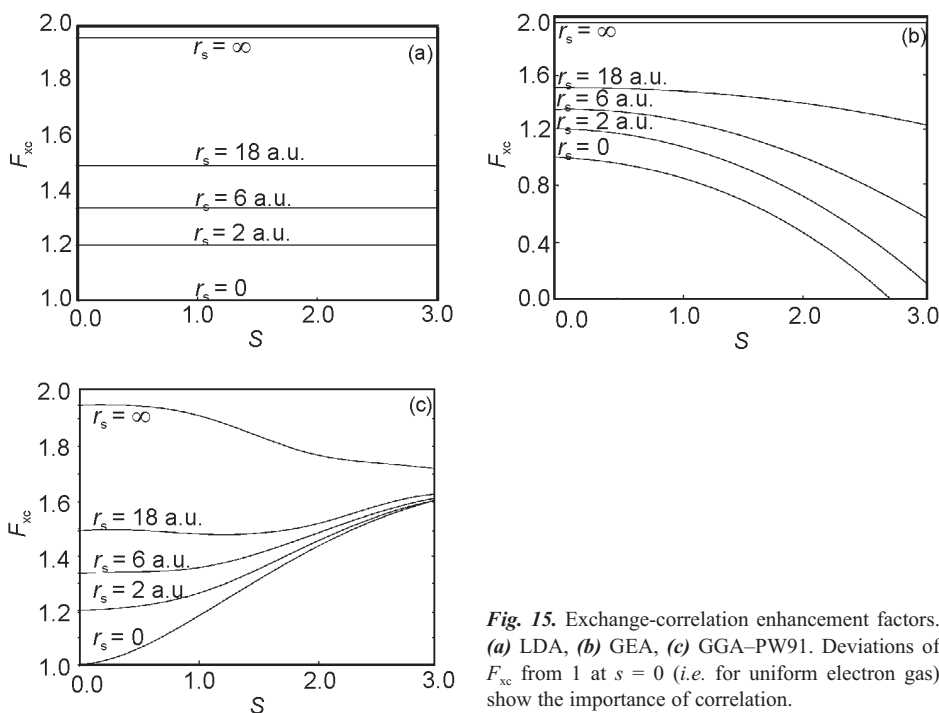 2.0
1.8
1.6
1.4
1.2
1.0
F_xc
(a)
r_s = ∞
r_s = 18 a.u.
r_s = 6 a.u.
r_s = 2 a.u.
r_s = 0
0.0 1.0 2.0 3.0
S
2.0
1.6
1.2
0.8
0.4
0.0
F_xc
(b)
r_s = ∞
r_s = 18 a.u.
r_s = 6 a.u.
r_s = 2 a.u.
r_s = 0
0.0 1.0 2.0 3.0
S
2.0
1.8
1.6
1.4
1.2
1.0
F_xc
(c)
r_s = ∞
r_s = 18 a.u.
r_s = 6 a.u.
r_s = 2 a.u.
r_s = 0
0.0 1.0 2.0 3.0
S
Fig. 15. Exchange-correlation enhancement factors.
(a) LDA, (b) GEA, (c) GGA–PW91. Deviations of
F_xc from 1 at s = 0 (i.e. for uniform electron gas)
show the importance of correlation.